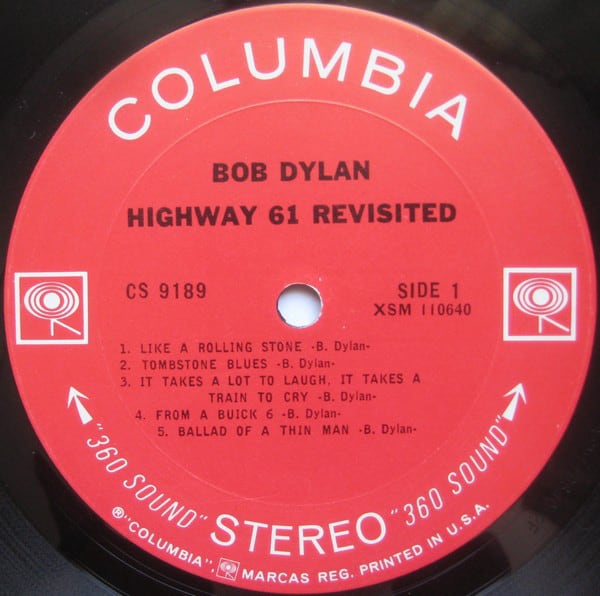 COLUMBIA
BOB DYLAN
HIGHWAY 61 REVISITED
CS 9189
SIDE 1
XSM 110640
1. LIKE A ROLLING STONE -B. Dylan-
2. TOMBSTONE BLUES -B. Dylan-
3. IT TAKES A LOT TO LAUGH, IT TAKES A
TRAIN TO CRY -B. Dylan-
4. FROM A BUICK 6 -B. Dylan-
5. BALLAD OF A THIN MAN -B. Dylan-
"360 SOUND" STEREO "360 SOUND"
®"COLUMBIA", MARCAS REG. PRINTED IN U.S.A.